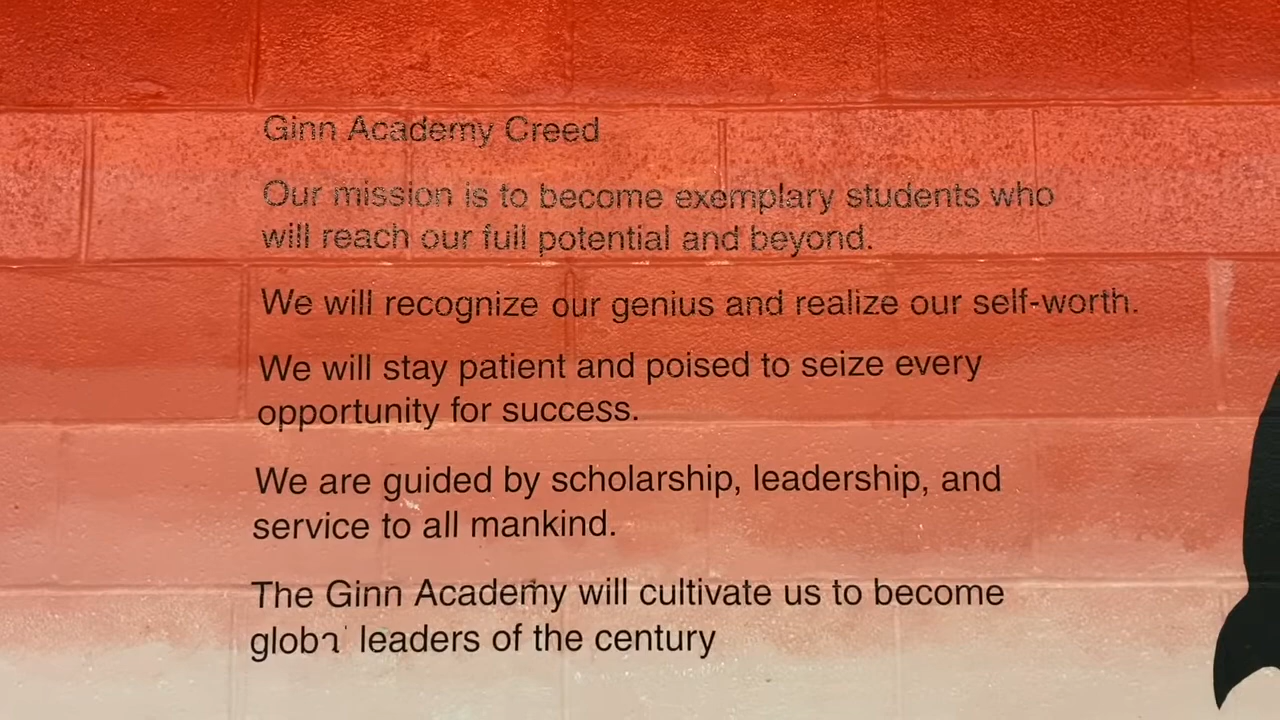 Ginn Academy Creed
Our mission is to become exemplary students who
will reach our full potential and beyond.
We will recognize our genius and realize our self-worth.
We will stay patient and poised to seize every
opportunity for success.
We are guided by scholarship, leadership, and
service to all mankind.
The Ginn Academy will cultivate us to become
global leaders of the century